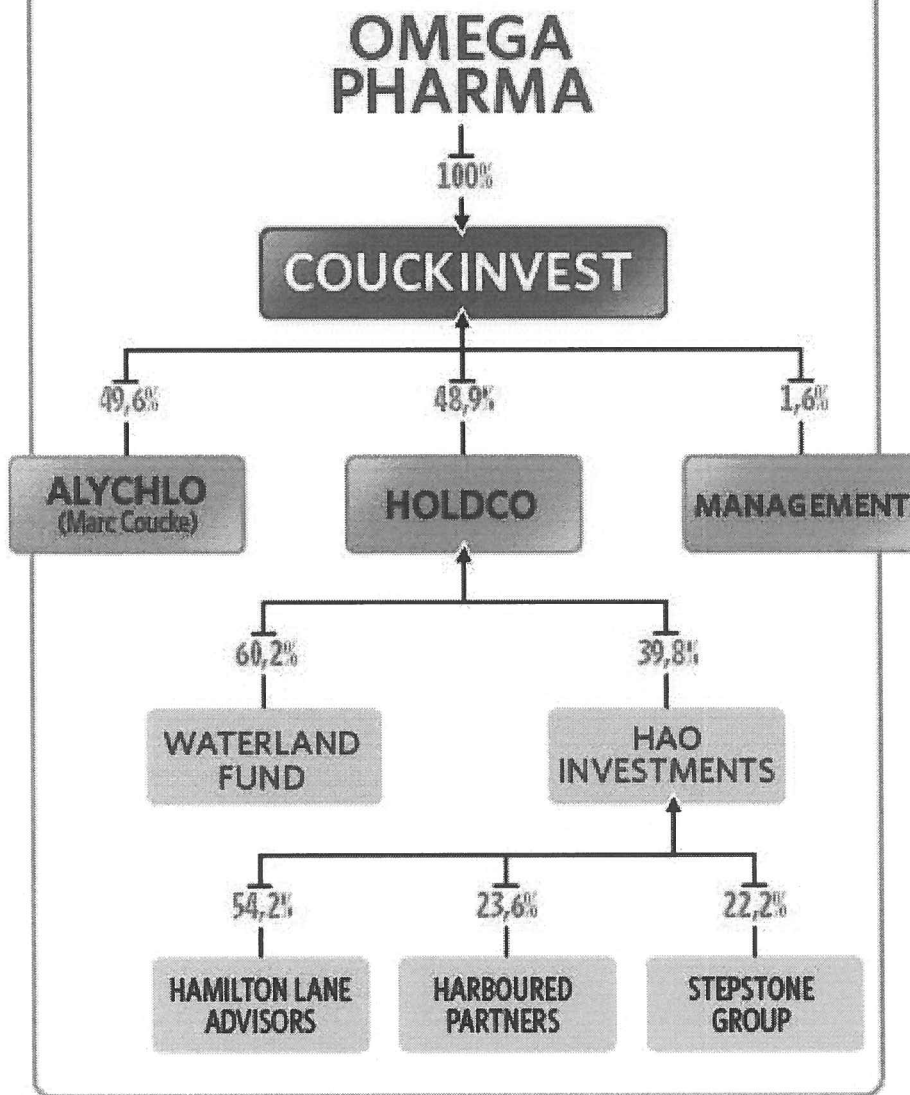 OMEGA
PHARMA
100%
COUCKINVEST
49,6%
48,9%
1,6%
ALYCHLO
(Marc Coucke)
HOLDCO
MANAGEMENT
60,2%
39,8%
WATERLAND
FUND
HAO
INVESTMENTS
54,2%
23,6%
22,2%
HAMILTON LANE
ADVISORS
HARBOURED
PARTNERS
STEPSTONE
GROUP